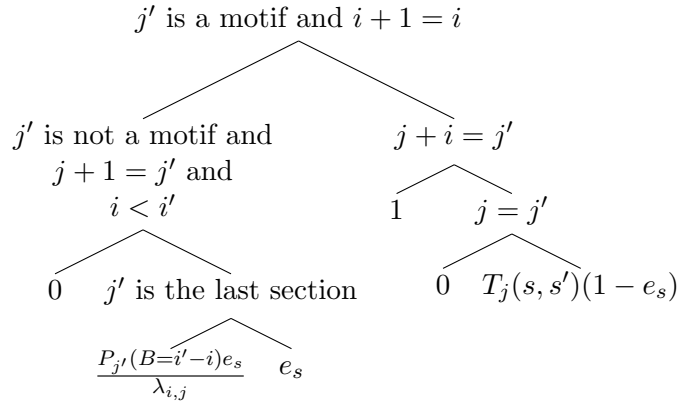 j′ is a motif and i + 1 = i
j′ is not a motif and
j + 1 = j′ and
i < i′
j + i = j′
1
j = j′
0
j′ is the last section
0
T_j(s, s′)(1 − e_s)
P_{j′}(B=i′−i)e_s
λ_{i,j}
e_s